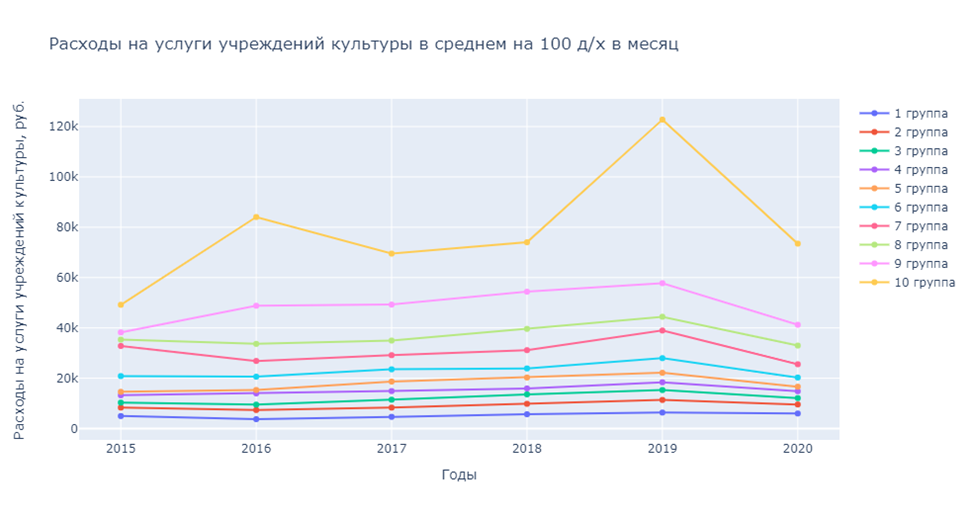 Расходы на услуги учреждений культуры в среднем на 100 д/х в месяц
Расходы на услуги учреждений культуры, руб.
120k
100k
80k
60k
40k
20k
0
2015 2016 2017 2018 2019 2020
Годы
1 группа
2 группа
3 группа
4 группа
5 группа
6 группа
7 группа
8 группа
9 группа
10 группа